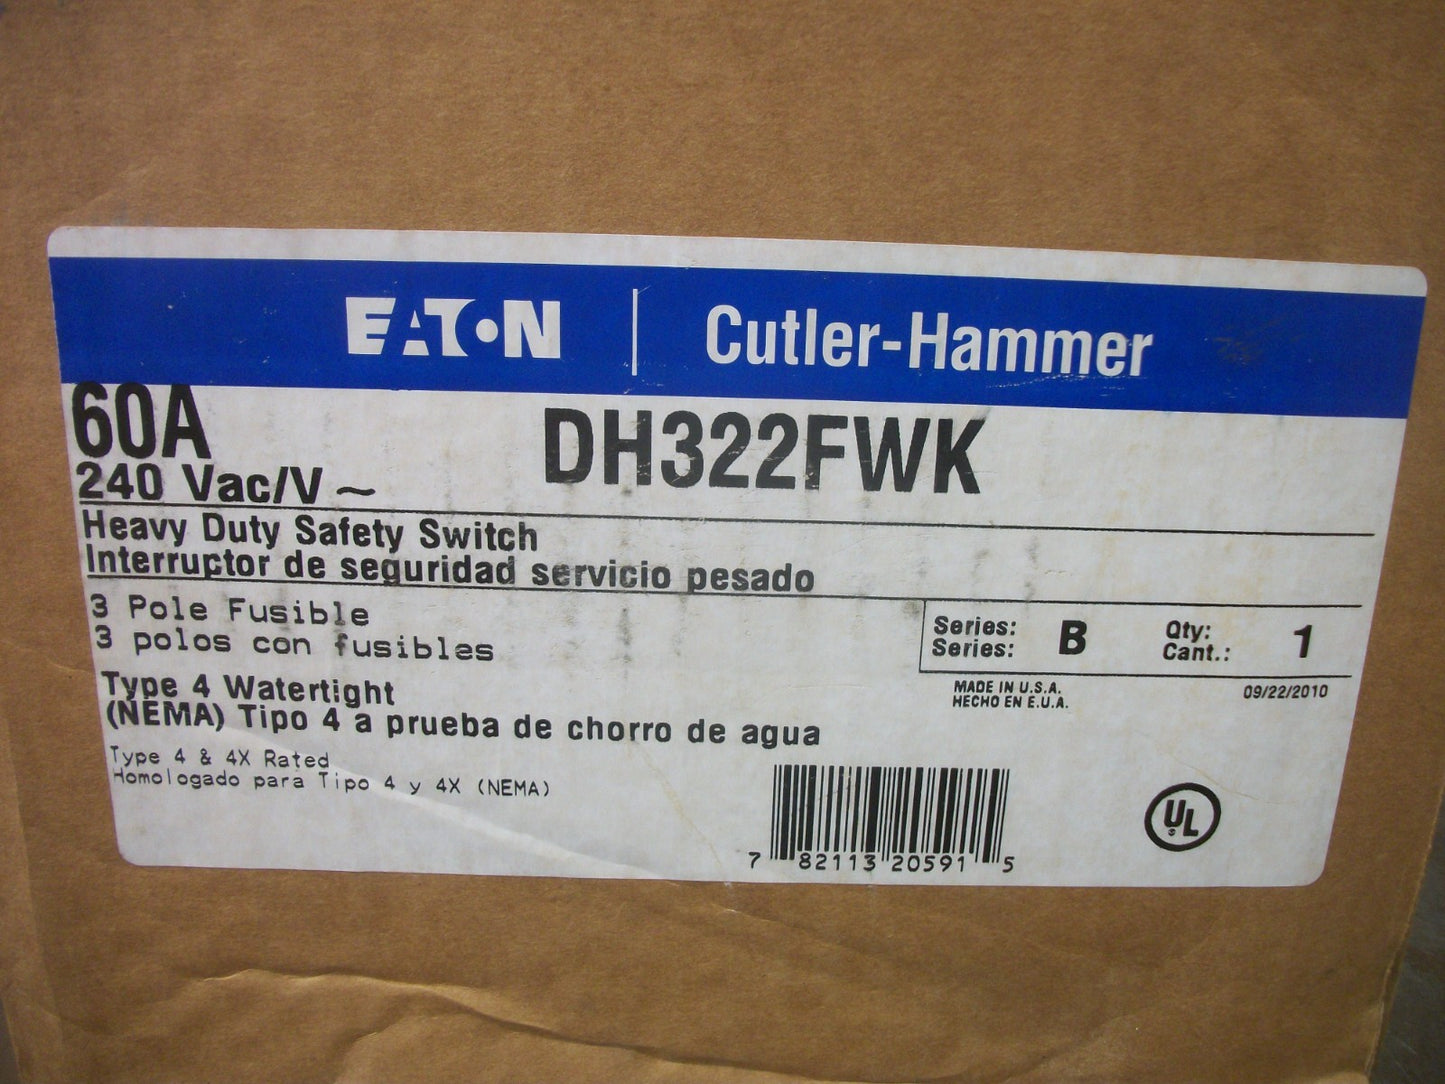 EATON | Cutler-Hammer
60A DH322FWK
240 Vac/V ~
Heavy Duty Safety Switch
Interruptor de seguridad servicio pesado
3 Pole Fusible
3 polos con fusibles
Series: B Qty: 1
Series: Cant.:
MADE IN U.S.A. 09/22/2010
HECHO EN E.U.A.
Type 4 Watertight
(NEMA) Tipo 4 a prueba de chorro de agua
Type 4 & 4X Rated
Homologado para Tipo 4 y 4X (NEMA)
7 82113 20591 5
UL